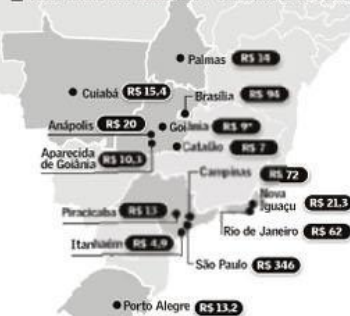 Palmas R$ 14
Cuiabá R$ 15,4
Brasília R$ 94
Anápolis R$ 20
Goiânia R$ 9*
Catalão R$ 7
Aparecida
de Goiânia R$ 10,3
Campinas R$ 72
Nova
Iguaçu R$ 21,3
Piracicaba R$ 13
Rio de Janeiro R$ 62
Itanhaém R$ 4,9
São Paulo R$ 346
Porto Alegre R$ 13,2